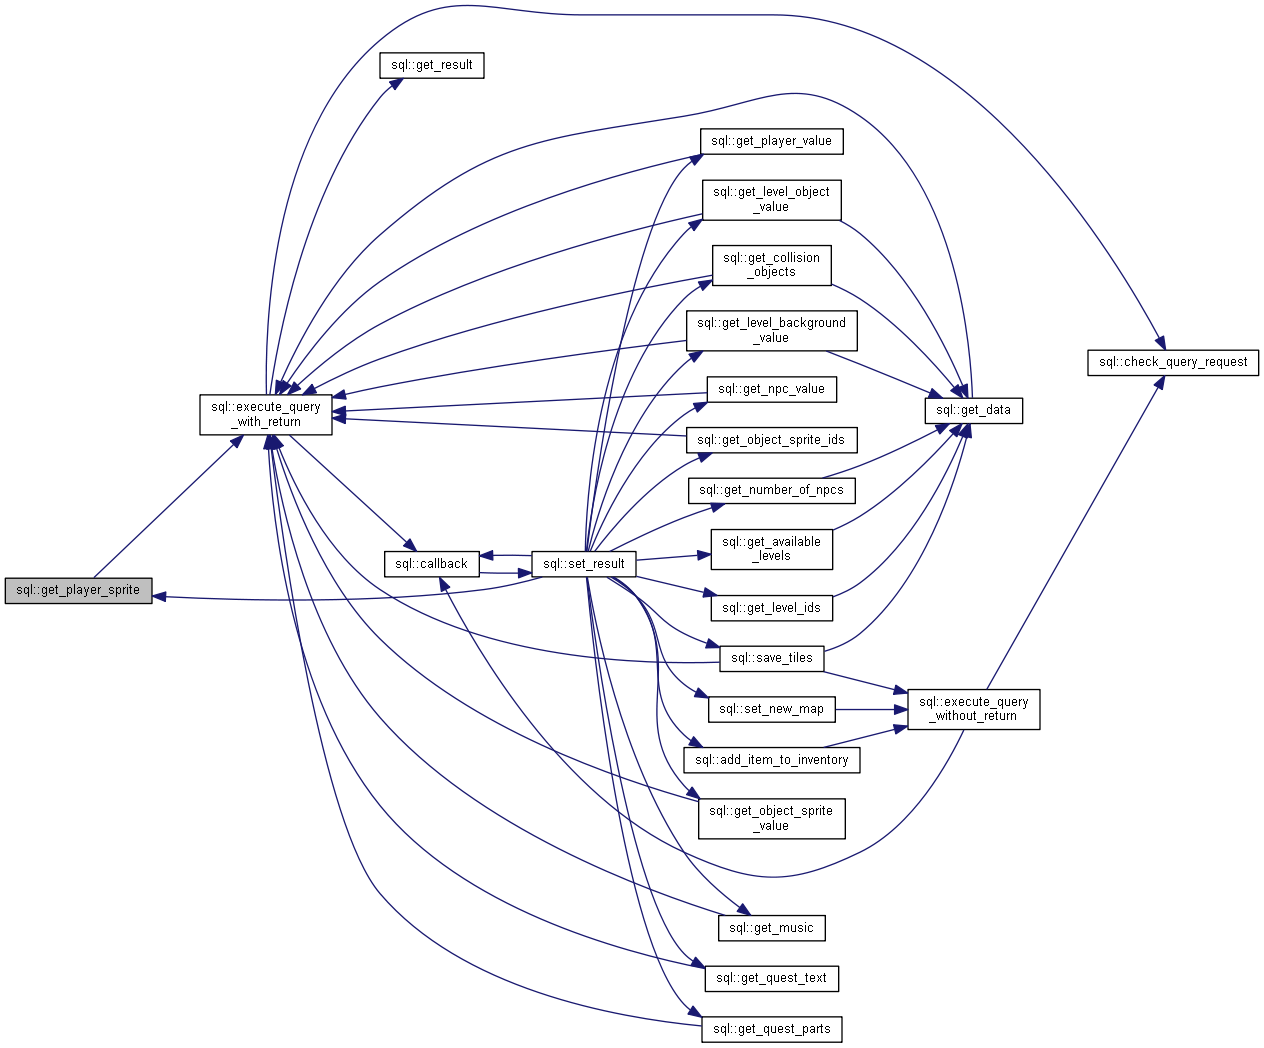 sql::get_result
sql::get_player_value
sql::get_level_object
_value
sql::get_collision
_objects
sql::get_level_background
_value
sql::check_query_request
sql::get_npc_value
sql::execute_query
_with_return
sql::get_data
sql::get_object_sprite_ids
sql::get_number_of_npcs
sql::get_available
_levels
sql::callback
sql::set_result
sql::get_player_sprite
sql::get_level_ids
sql::save_tiles
sql::set_new_map
sql::execute_query
_without_return
sql::add_item_to_inventory
sql::get_object_sprite
_value
sql::get_music
sql::get_quest_text
sql::get_quest_parts